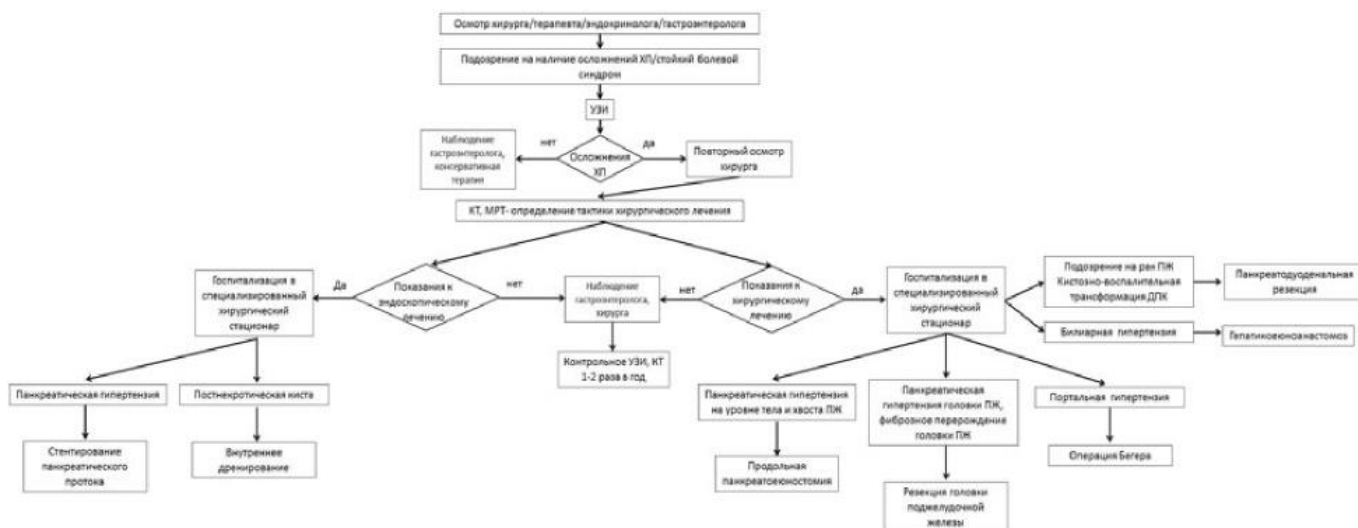 Осмотр хирурга/терапевта/эндокринолога/гастроэнтеролога
Подозрение на наличие осложнений ХП/стойкий болевой
синдром
УЗИ
Наблюдение
гастроэнтеролога,
консервативная
терапия
нет
Осложнения
ХП
да
Повторный осмотр
хирурга
КТ, МРТ- определение тактики хирургического лечения
Госпитализация в
специализированный
хирургический
стационар
Да
Показания к
эндоскопическому
лечению
нет
Наблюдение
гастроэнтеролога,
хирурга
нет
Показания к
хирургическому
лечению
да
Госпитализация в
специализированный
хирургический
стационар
Подозрение на рак ПЖ
Кистозно-воспалительная
трансформация ДПК
Панкреатодуоденальная
резекция
Билиарная гипертензия
Гепатикоеюноанастомоз
Контрольное УЗИ, КТ
1-2 раза в год
Панкреатическая гипертензия
Постнекротическая киста
Панкреатическая гипертензия
на уровне тела и хвоста ПЖ
Панкреатическая
гипертензия головки ПЖ,
фиброзное перерождение
головки ПЖ
Портальная гипертензия
Стентирование
панкреатического
протока
Внутреннее
дренирование
Продольная
панкреатоеюностомия
Резекция головки
поджелудочной
железы
Операция Бегера